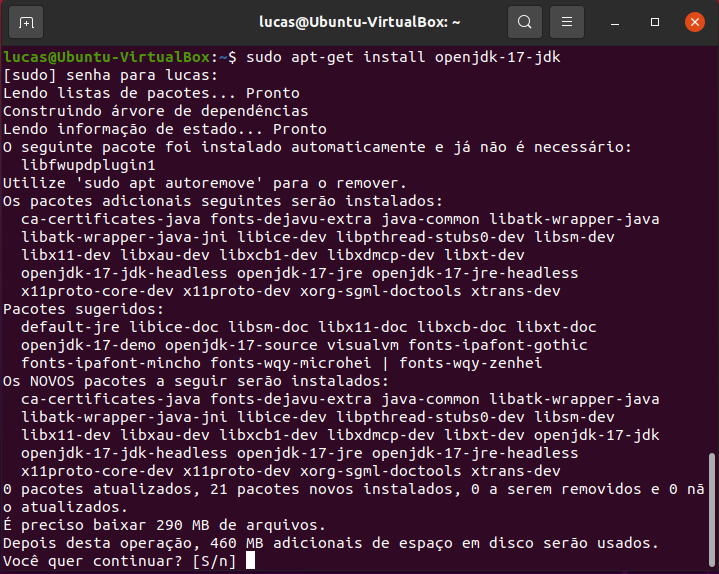 lucas@Ubuntu-VirtualBox: ~
lucas@Ubuntu-VirtualBox:~$ sudo apt-get install openjdk-17-jdk
[sudo] senha para lucas:
Lendo listas de pacotes... Pronto
Construindo árvore de dependências
Lendo informação de estado... Pronto
O seguinte pacote foi instalado automaticamente e já não é necessário:
  libfwupdplugin1
Utilize 'sudo apt autoremove' para o remover.
Os pacotes adicionais seguintes serão instalados:
  ca-certificates-java fonts-dejavu-extra java-common libatk-wrapper-java
  libatk-wrapper-java-jni libice-dev libpthread-stubs0-dev libsm-dev
  libx11-dev libxau-dev libxcb1-dev libxdmcp-dev libxt-dev
  openjdk-17-jdk-headless openjdk-17-jre openjdk-17-jre-headless
  x11proto-core-dev x11proto-dev xorg-sgml-doctools xtrans-dev
Pacotes sugeridos:
  default-jre libice-doc libsm-doc libx11-doc libxcb-doc libxt-doc
  openjdk-17-demo openjdk-17-source visualvm fonts-ipafont-gothic
  fonts-ipafont-mincho fonts-wqy-microhei | fonts-wqy-zenhei
Os NOVOS pacotes a seguir serão instalados:
  ca-certificates-java fonts-dejavu-extra java-common libatk-wrapper-java
  libatk-wrapper-java-jni libice-dev libpthread-stubs0-dev libsm-dev
  libx11-dev libxau-dev libxcb1-dev libxdmcp-dev libxt-dev openjdk-17-jdk
  openjdk-17-jdk-headless openjdk-17-jre openjdk-17-jre-headless
  x11proto-core-dev x11proto-dev xorg-sgml-doctools xtrans-dev
0 pacotes atualizados, 21 pacotes novos instalados, 0 a serem removidos e 0 nã
o atualizados.
É preciso baixar 290 MB de arquivos.
Depois desta operação, 460 MB adicionais de espaço em disco serão usados.
Você quer continuar? [S/n]